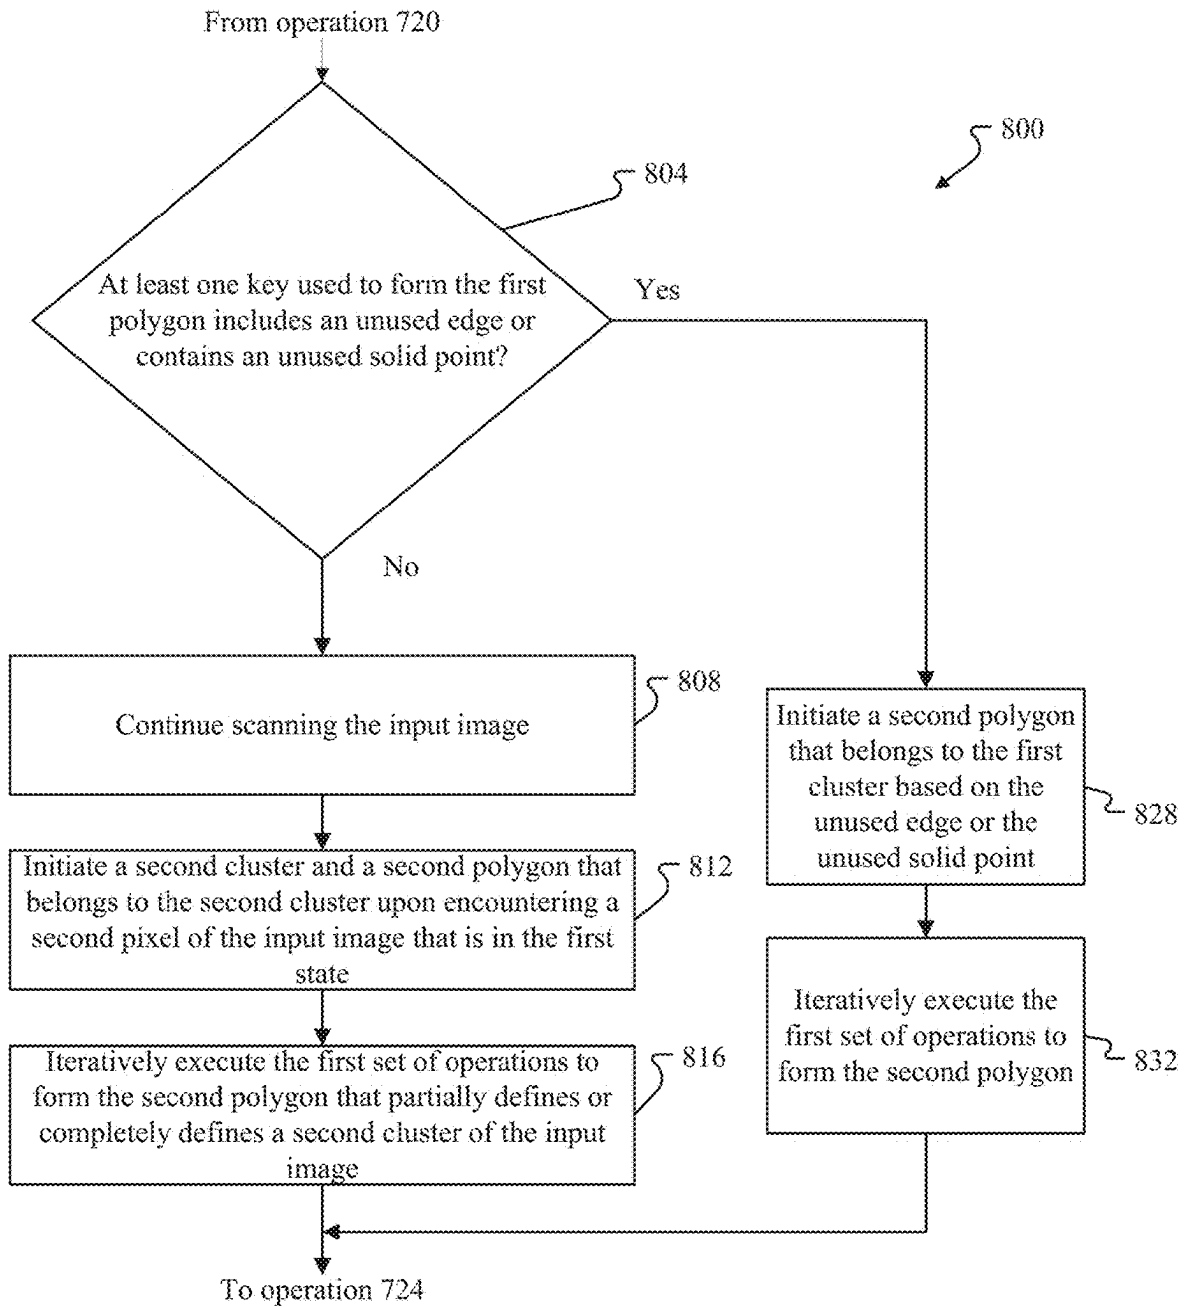 From operation 720
800
804
At least one key used to form the first
polygon includes an unused edge or
contains an unused solid point?
Yes
No
808
Continue scanning the input image
Initiate a second polygon
that belongs to the first
cluster based on the
unused edge or the
unused solid point
828
812
Initiate a second cluster and a second polygon that
belongs to the second cluster upon encountering a
second pixel of the input image that is in the first
state
Iteratively execute the
first set of operations to
form the second polygon
832
816
Iteratively execute the first set of operations to
form the second polygon that partially defines or
completely defines a second cluster of the input
image
To operation 724